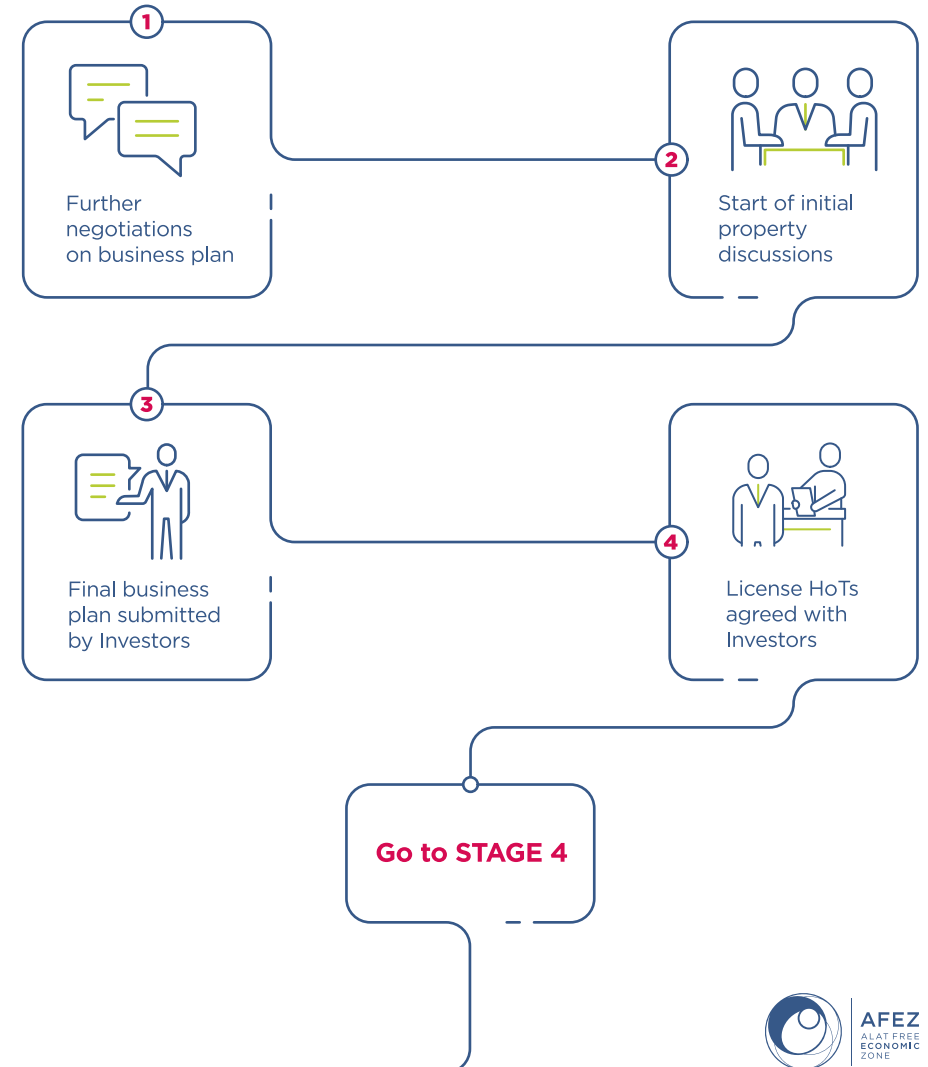 1
Further
negotiations
on business plan
2
Start of initial
property
discussions
3
Final business
plan submitted
by Investors
4
License HoTs
agreed with
Investors
Go to STAGE 4
AFEZ
ALAT FREE
ECONOMIC
ZONE